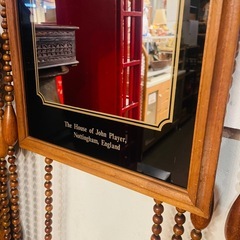 The House of John Player,
Nottingham, England